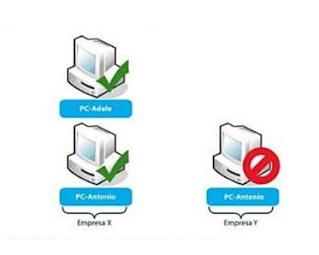 PC-Adele
PC-Antonio
PC-Antonio
Empresa X
Empresa Y